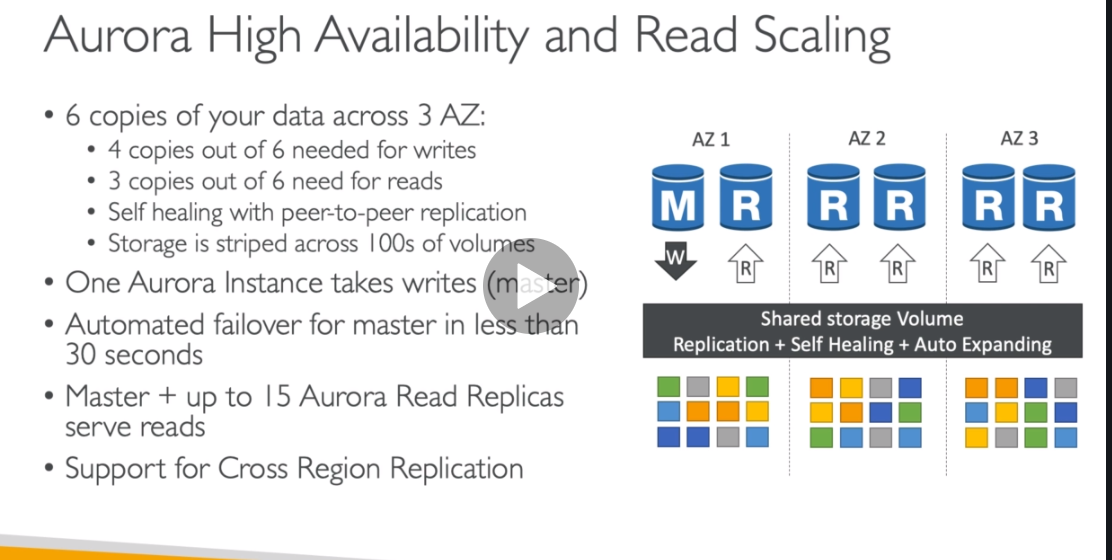 Aurora High Availability and Read Scaling
• 6 copies of your data across 3 AZ:
• 4 copies out of 6 needed for writes
• 3 copies out of 6 need for reads
• Self healing with peer-to-peer replication
• Storage is striped across 100s of volumes
• One Aurora Instance takes writes (master)
• Automated failover for master in less than
30 seconds
• Master + up to 15 Aurora Read Replicas
serve reads
• Support for Cross Region Replication
AZ 1 AZ 2 AZ 3
M R R R R R
W R R R R R
Shared storage Volume
Replication + Self Healing + Auto Expanding